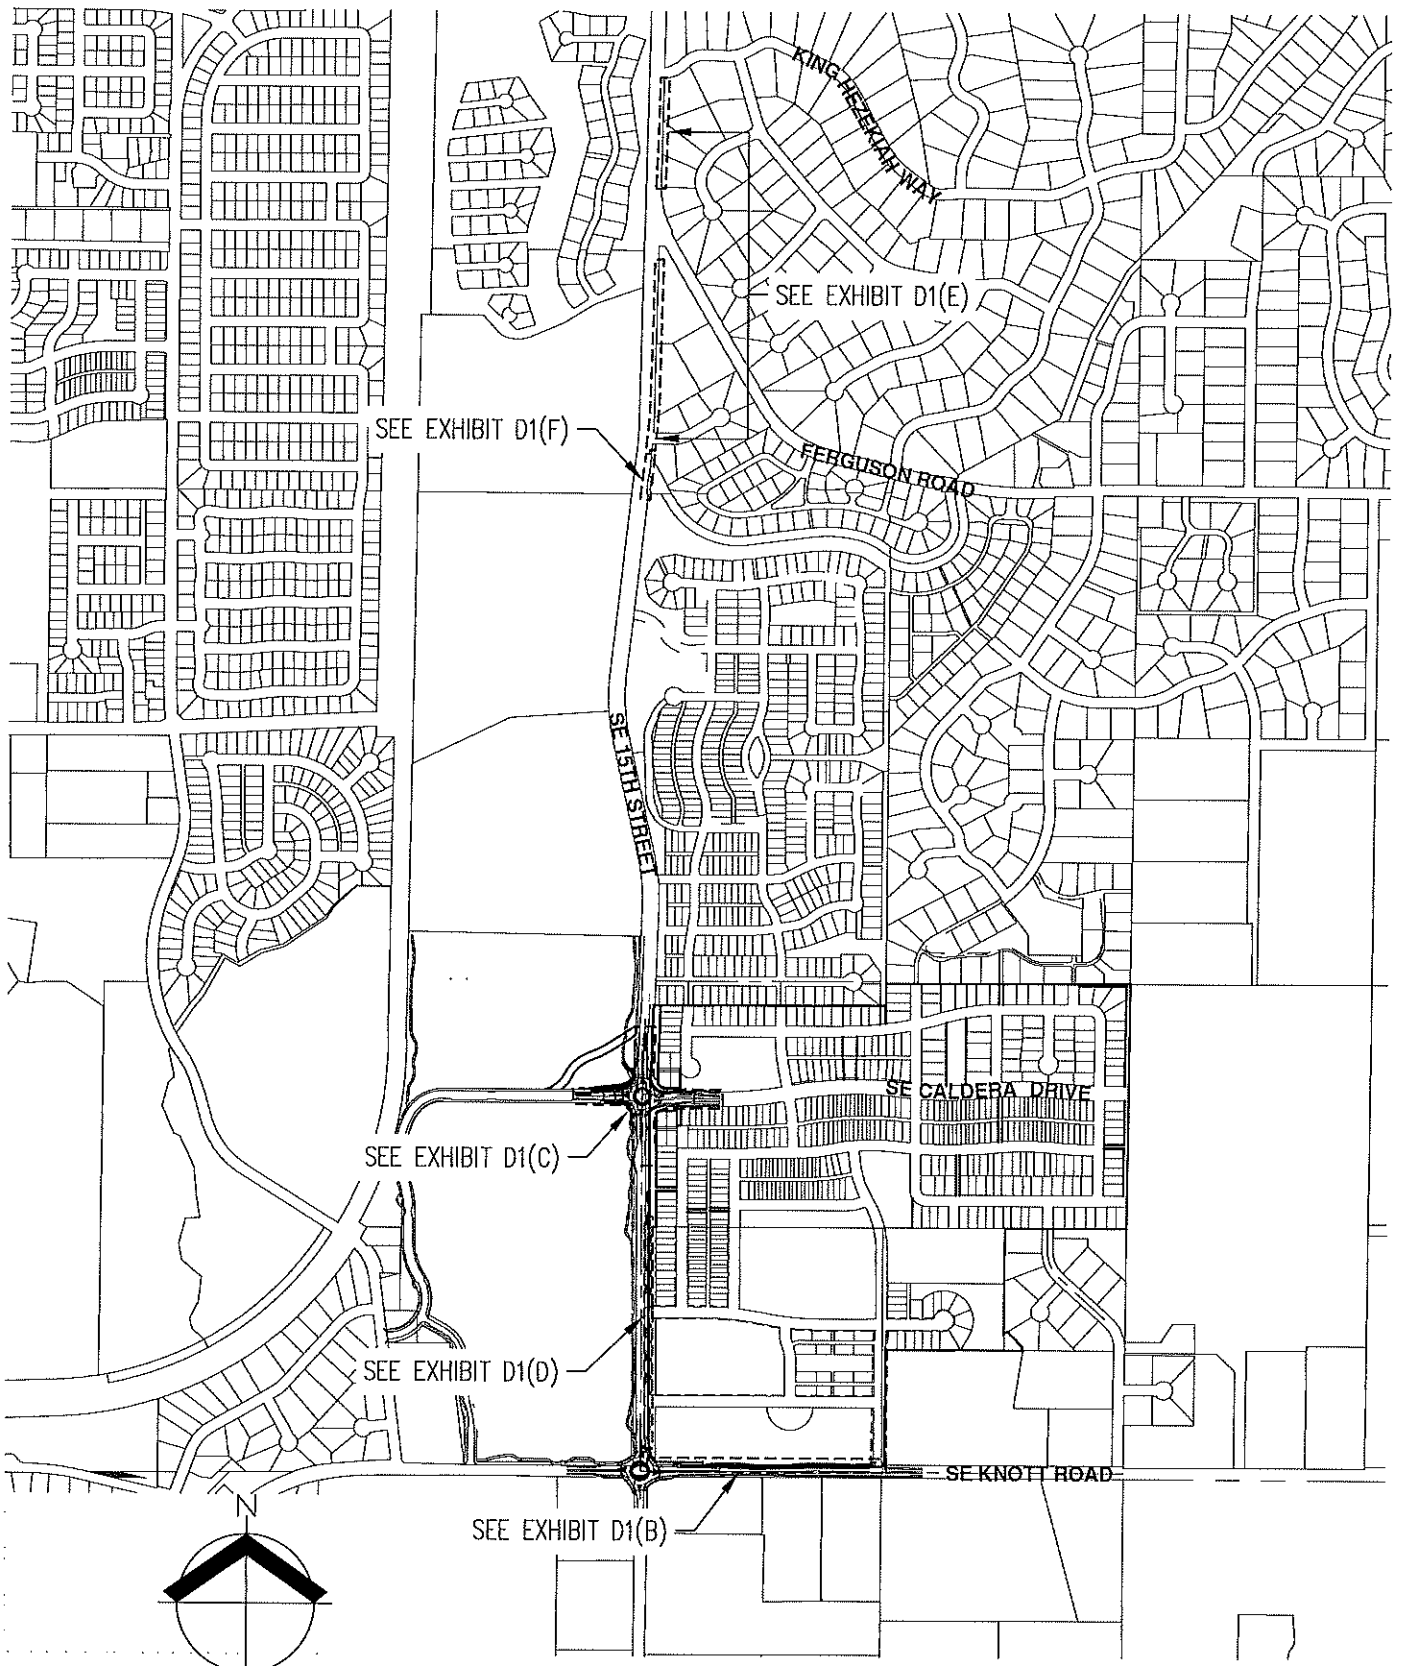 KING HEZEKIAH WAY
SEE EXHIBIT D1(E)
SEE EXHIBIT D1(F)
FERGUSON ROAD
SE 15TH STREET
SE CALDERA DRIVE
SEE EXHIBIT D1(C)
SEE EXHIBIT D1(D)
SE KNOTT ROAD
SEE EXHIBIT D1(B)
N